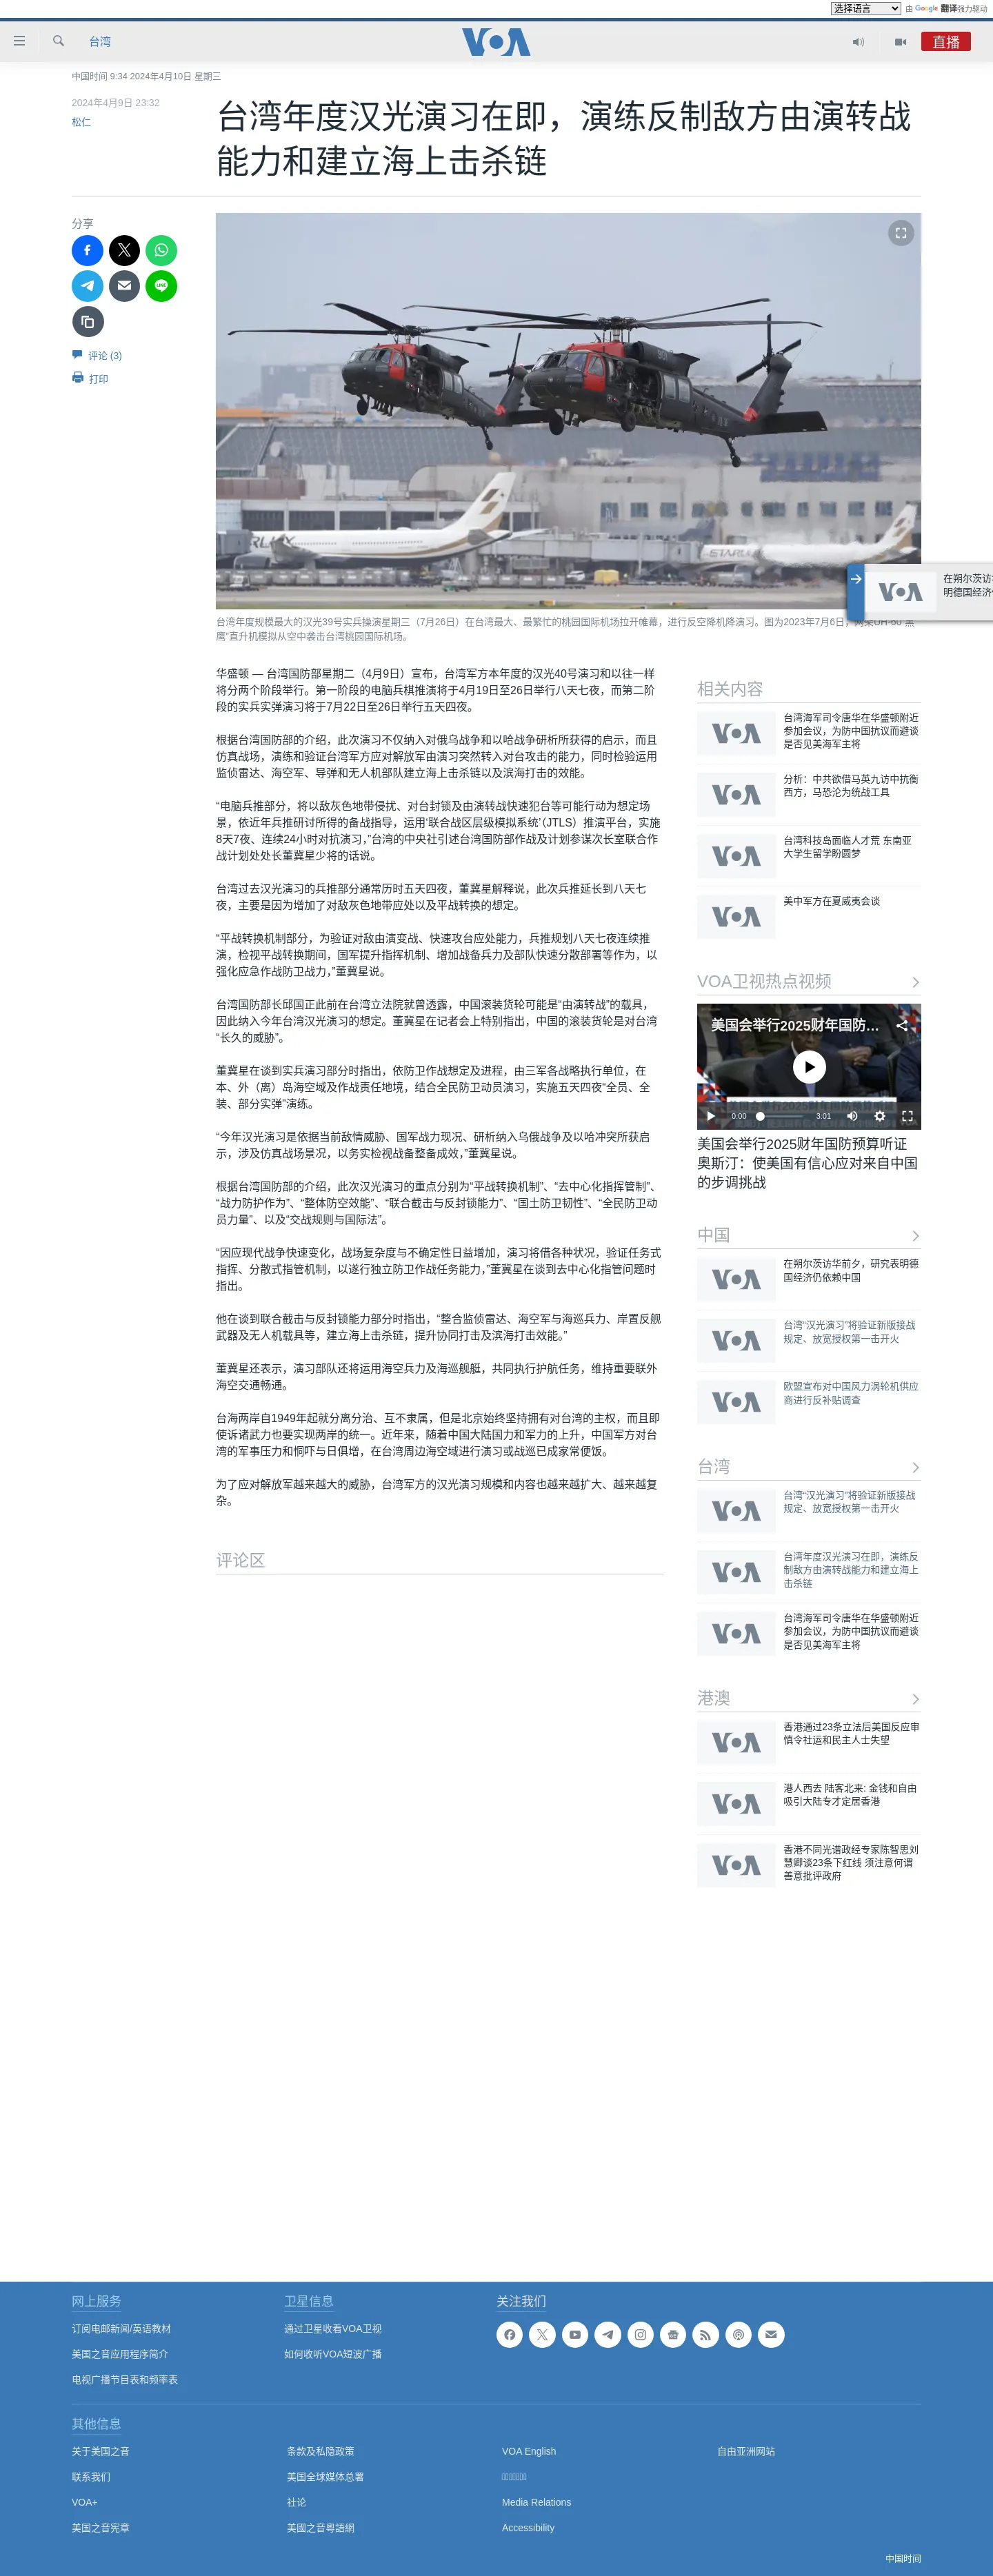 选择语言 由 Google 翻译强力驱动
台湾
VOA
直播
中国时间 9:34 2024年4月10日 星期三
2024年4月9日 23:32
松仁
台湾年度汉光演习在即，演练反制敌方由演转战
能力和建立海上击杀链
分享
评论 (3)
打印
台湾年度规模最大的汉光39号实兵操演星期三（7月26日）在台湾最大、最繁忙的桃园国际机场拉开帷幕，进行反空降机降演习。图为2023年7月6日，两架UH-60“黑
鹰”直升机模拟从空中袭击台湾桃园国际机场。
在朔尔茨访
明德国经济
华盛顿 — 台湾国防部星期二（4月9日）宣布，台湾军方本年度的汉光40号演习和以往一样
将分两个阶段举行。第一阶段的电脑兵棋推演将于4月19日至26日举行八天七夜，而第二阶
段的实兵实弹演习将于7月22日至26日举行五天四夜。
根据台湾国防部的介绍，此次演习不仅纳入对俄乌战争和以哈战争研析所获得的启示，而且
仿真战场，演练和验证台湾军方应对解放军由演习突然转入对台攻击的能力，同时检验运用
监侦雷达、海空军、导弹和无人机部队建立海上击杀链以及滨海打击的效能。
“电脑兵推部分，将以敌灰色地带侵扰、对台封锁及由演转战快速犯台等可能行动为想定场
景，依近年兵推研讨所得的备战指导，运用‘联合战区层级模拟系统’（JTLS）推演平台，实施
8天7夜、连续24小时对抗演习，”台湾的中央社引述台湾国防部作战及计划参谋次长室联合作
战计划处处长董冀星少将的话说。
台湾过去汉光演习的兵推部分通常历时五天四夜，董冀星解释说，此次兵推延长到八天七
夜，主要是因为增加了对敌灰色地带应处以及平战转换的想定。
“平战转换机制部分，为验证对敌由演变战、快速攻台应处能力，兵推规划八天七夜连续推
演，检视平战转换期间，国军提升指挥机制、增加战备兵力及部队快速分散部署等作为，以
强化应急作战防卫战力，”董冀星说。
台湾国防部长邱国正此前在台湾立法院就曾透露，中国滚装货轮可能是“由演转战”的载具，
因此纳入今年台湾汉光演习的想定。董冀星在记者会上特别指出，中国的滚装货轮是对台湾
“长久的威胁”。
董冀星在谈到实兵演习部分时指出，依防卫作战想定及进程，由三军各战略执行单位，在
本、外（离）岛海空域及作战责任地境，结合全民防卫动员演习，实施五天四夜“全员、全
装、部分实弹”演练。
“今年汉光演习是依据当前敌情威胁、国军战力现况、研析纳入乌俄战争及以哈冲突所获启
示，涉及仿真战场景况，以务实检视战备整备成效，”董冀星说。
根据台湾国防部的介绍，此次汉光演习的重点分别为“平战转换机制”、“去中心化指挥管制”、
“战力防护作为”、“整体防空效能”、“联合截击与反封锁能力”、“国土防卫韧性”、“全民防卫动
员力量”、以及“交战规则与国际法”。
“因应现代战争快速变化，战场复杂度与不确定性日益增加，演习将借各种状况，验证任务式
指挥、分散式指管机制，以遂行独立防卫作战任务能力，”董冀星在谈到去中心化指管问题时
指出。
他在谈到联合截击与反封锁能力部分时指出，“整合监侦雷达、海空军与海巡兵力、岸置反舰
武器及无人机载具等，建立海上击杀链，提升协同打击及滨海打击效能。”
董冀星还表示，演习部队还将运用海空兵力及海巡舰艇，共同执行护航任务，维持重要联外
海空交通畅通。
台海两岸自1949年起就分离分治、互不隶属，但是北京始终坚持拥有对台湾的主权，而且即
使诉诸武力也要实现两岸的统一。近年来，随着中国大陆国力和军力的上升，中国军方对台
湾的军事压力和恫吓与日俱增，在台湾周边海空域进行演习或战巡已成家常便饭。
为了应对解放军越来越大的威胁，台湾军方的汉光演习规模和内容也越来越扩大、越来越复
杂。
评论区
相关内容
台湾海军司令唐华在华盛顿附近
参加会议，为防中国抗议而避谈
是否见美海军主将
分析：中共欲借马英九访中抗衡
西方，马恐沦为统战工具
台湾科技岛面临人才荒 东南亚
大学生留学盼圆梦
美中军方在夏威夷会谈
VOA卫视热点视频
美国会举行2025财年国防...
0:00
3:01
美国会举行2025财年国防预算听证
奥斯汀：使美国有信心应对来自中国
的步调挑战
中国
在朔尔茨访华前夕，研究表明德
国经济仍依赖中国
台湾“汉光演习”将验证新版接战
规定、放宽授权第一击开火
欧盟宣布对中国风力涡轮机供应
商进行反补贴调查
台湾
台湾“汉光演习”将验证新版接战
规定、放宽授权第一击开火
台湾年度汉光演习在即，演练反
制敌方由演转战能力和建立海上
击杀链
台湾海军司令唐华在华盛顿附近
参加会议，为防中国抗议而避谈
是否见美海军主将
港澳
香港通过23条立法后美国反应审
慎令社运和民主人士失望
港人西去 陆客北来: 金钱和自由
吸引大陆专才定居香港
香港不同光谱政经专家陈智思刘
慧卿谈23条下红线 须注意何谓
善意批评政府
网上服务
订阅电邮新闻/英语教材
美国之音应用程序简介
电视广播节目表和频率表
卫星信息
通过卫星收看VOA卫视
如何收听VOA短波广播
关注我们
其他信息
关于美国之音
联系我们
VOA+
美国之音宪章
条款及私隐政策
美国全球媒体总署
社论
美國之音粵語網
VOA English
Media Relations
Accessibility
自由亚洲网站
中国时间